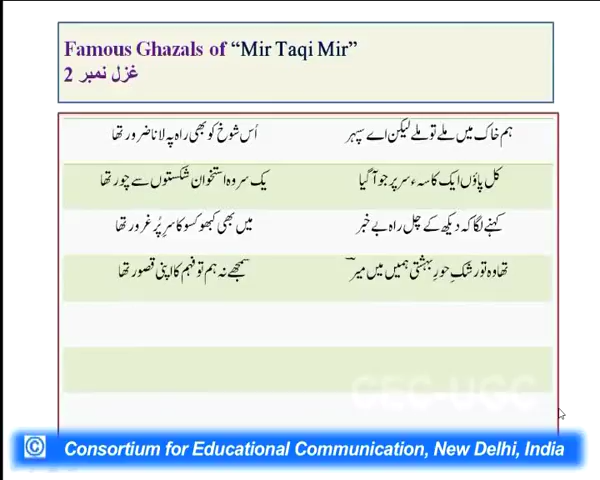 Famous Ghazals of “Mir Taqi Mir”
غزل نمبر 2
ہم خاک میں ملے تو ملے لیکن اے سپہر اُس شوخ کو بھی راہ پہ لانا ضرور تھا
کل پاؤں ایک کاسہء سر پر جو آ گیا یک سر وہ استخوان شکستوں سے چور تھا
کہنے لگا کہ دیکھ کے چل راہ بے خبر میں بھی کبھو کسو کا سرِ پُر غرور تھا
تھا وہ تو رشکِ حورِ بہشتی ہمیں میں میرؔ سمجھے نہ ہم تو فہم کا اپنی قصور تھا
CEC-UGC
© Consortium for Educational Communication, New Delhi, India